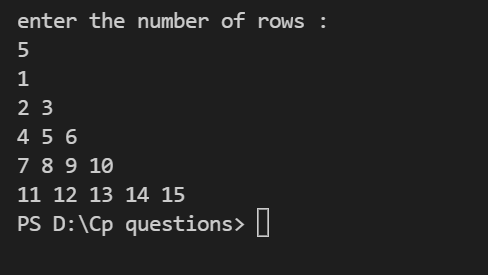 enter the number of rows :
5
1
2 3
4 5 6
7 8 9 10
11 12 13 14 15
PS D:\Cp questions>